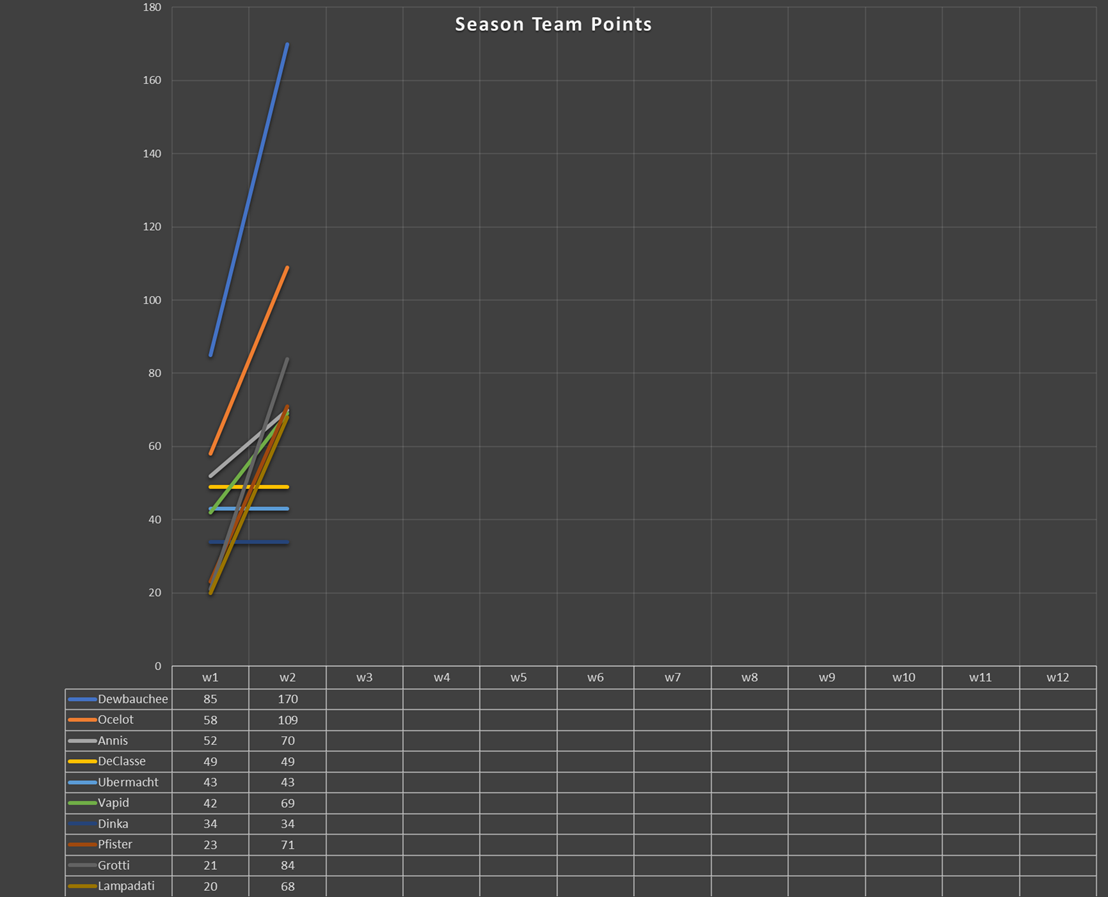 Season Team Points
180
160
140
120
100
80
60
40
20
0
w1 w2 w3 w4 w5 w6 w7 w8 w9 w10 w11 w12
Dewbauchee 85 170
Ocelot 58 109
Annis 52 70
DeClasse 49 49
Ubermacht 43 43
Vapid 42 69
Dinka 34 34
Pfister 23 71
Grotti 21 84
Lampadati 20 68